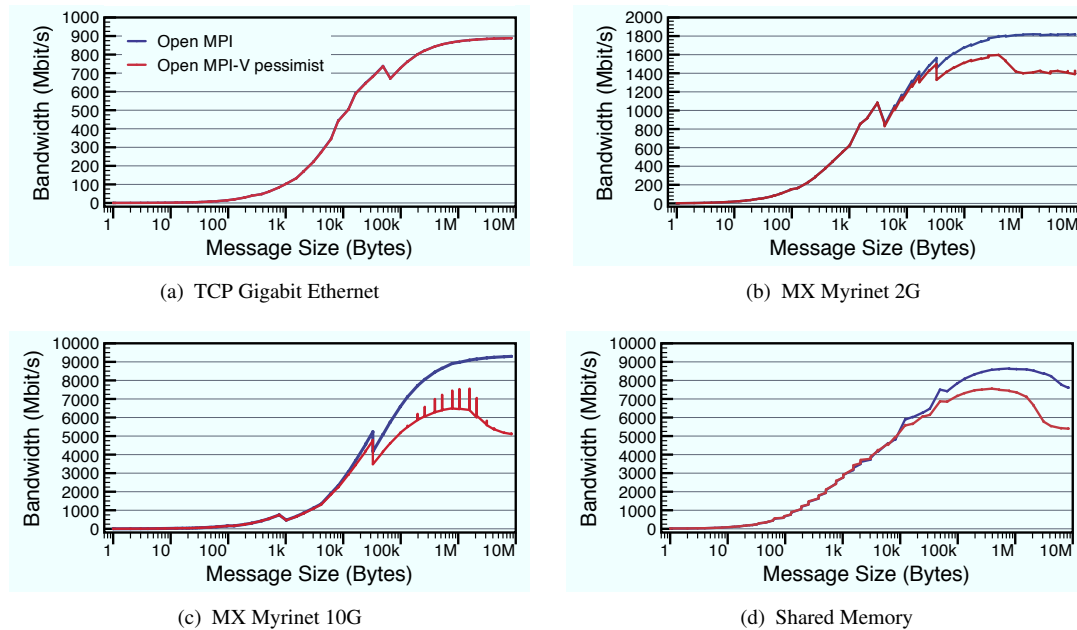 1000
900
800
700
600
500
400
300
200
100
0
Bandwidth (Mbit/s)
Open MPI
Open MPI-V pessimist
1 10 100 1k 10k 100k 1M 10M
Message Size (Bytes)
(a) TCP Gigabit Ethernet
2000
1800
1600
1400
1200
1000
800
600
400
200
0
Bandwidth (Mbit/s)
1 10 100 1k 10k 100k 1M 10M
Message Size (Bytes)
(b) MX Myrinet 2G
10000
9000
8000
7000
6000
5000
4000
3000
2000
1000
0
Bandwidth (Mbit/s)
1 10 100 1k 10k 100k 1M 10M
Message Size (Bytes)
(c) MX Myrinet 10G
10000
9000
8000
7000
6000
5000
4000
3000
2000
1000
0
Bandwidth (Mbit/s)
1 10 100 1k 10k 100k 1M 10M
Message Size (Bytes)
(d) Shared Memory